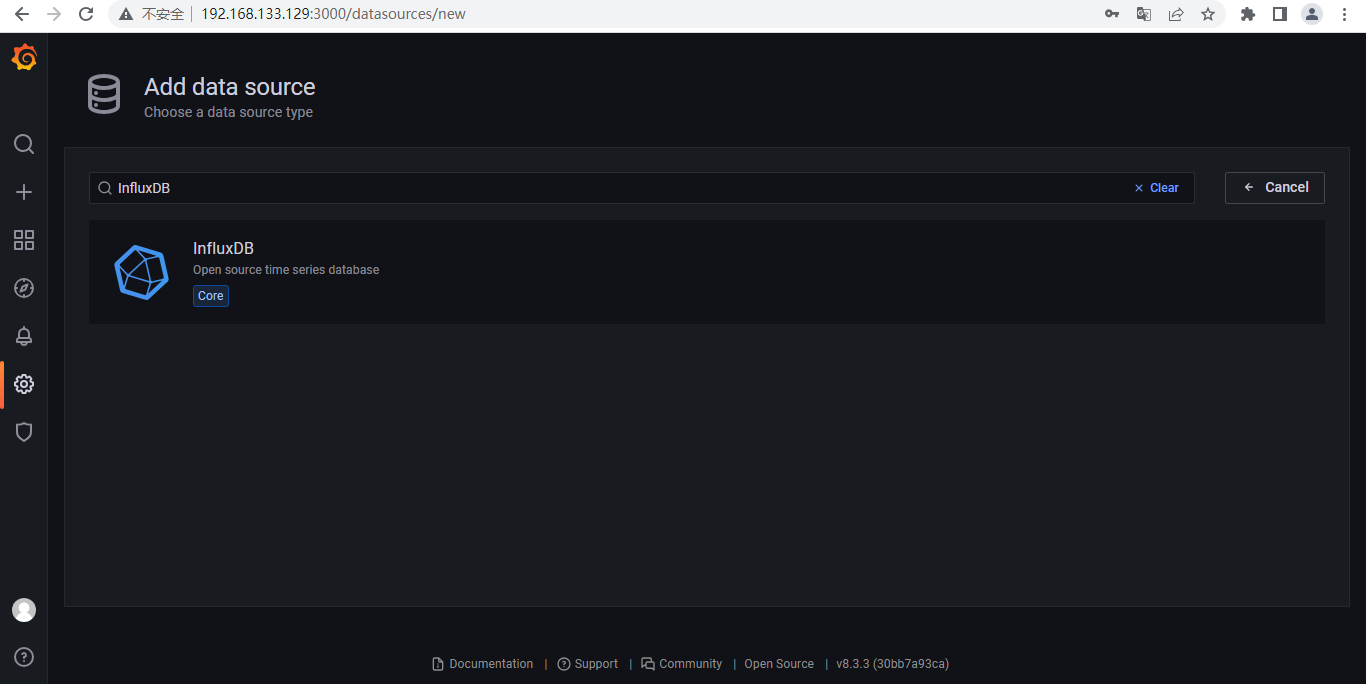 不安全 192.168.133.129:3000/datasources/new
Add data source
Choose a data source type
InfluxDB
Clear
Cancel
InfluxDB
Open source time series database
Core
Documentation | Support | Community | Open Source | v8.3.3 (30bb7a93ca)